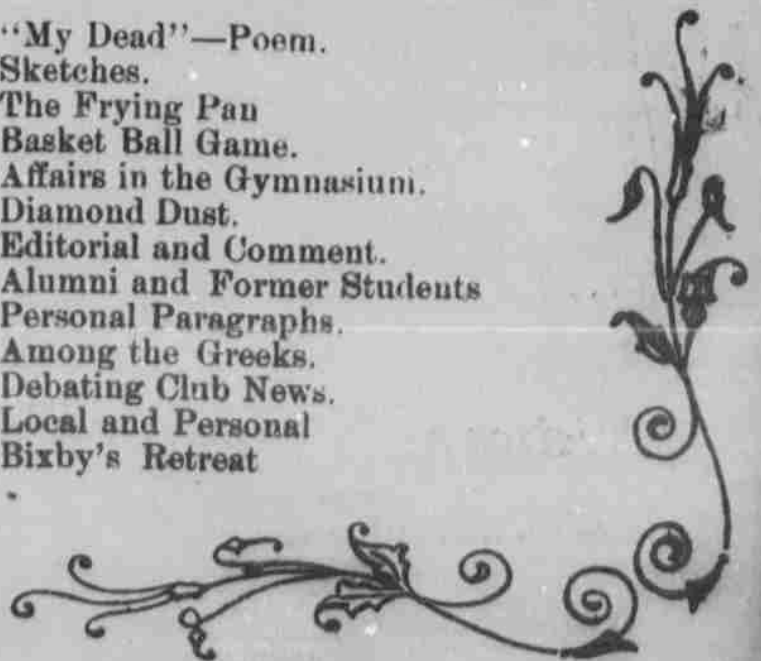 "My Dead"—Poem.
Sketches.
The Frying Pan
Basket Ball Game.
Affairs in the Gymnasium.
Diamond Dust.
Editorial and Comment.
Alumni and Former Students
Personal Paragraphs.
Among the Greeks.
Debating Club News.
Local and Personal
Bixby's Retreat